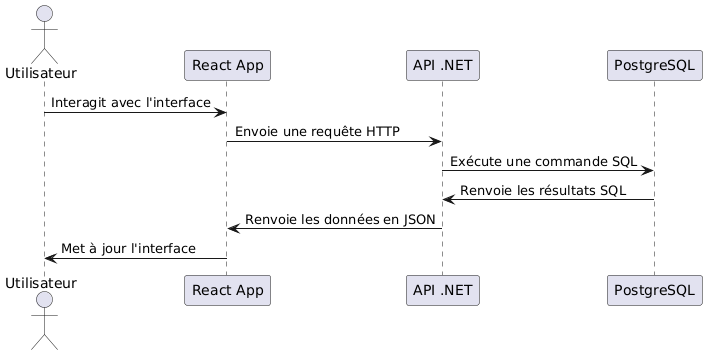 Utilisateur
React App
API .NET
PostgreSQL
Interagit avec l'interface
Envoie une requête HTTP
Exécute une commande SQL
Renvoie les résultats SQL
Renvoie les données en JSON
Met à jour l'interface
Utilisateur
React App
API .NET
PostgreSQL